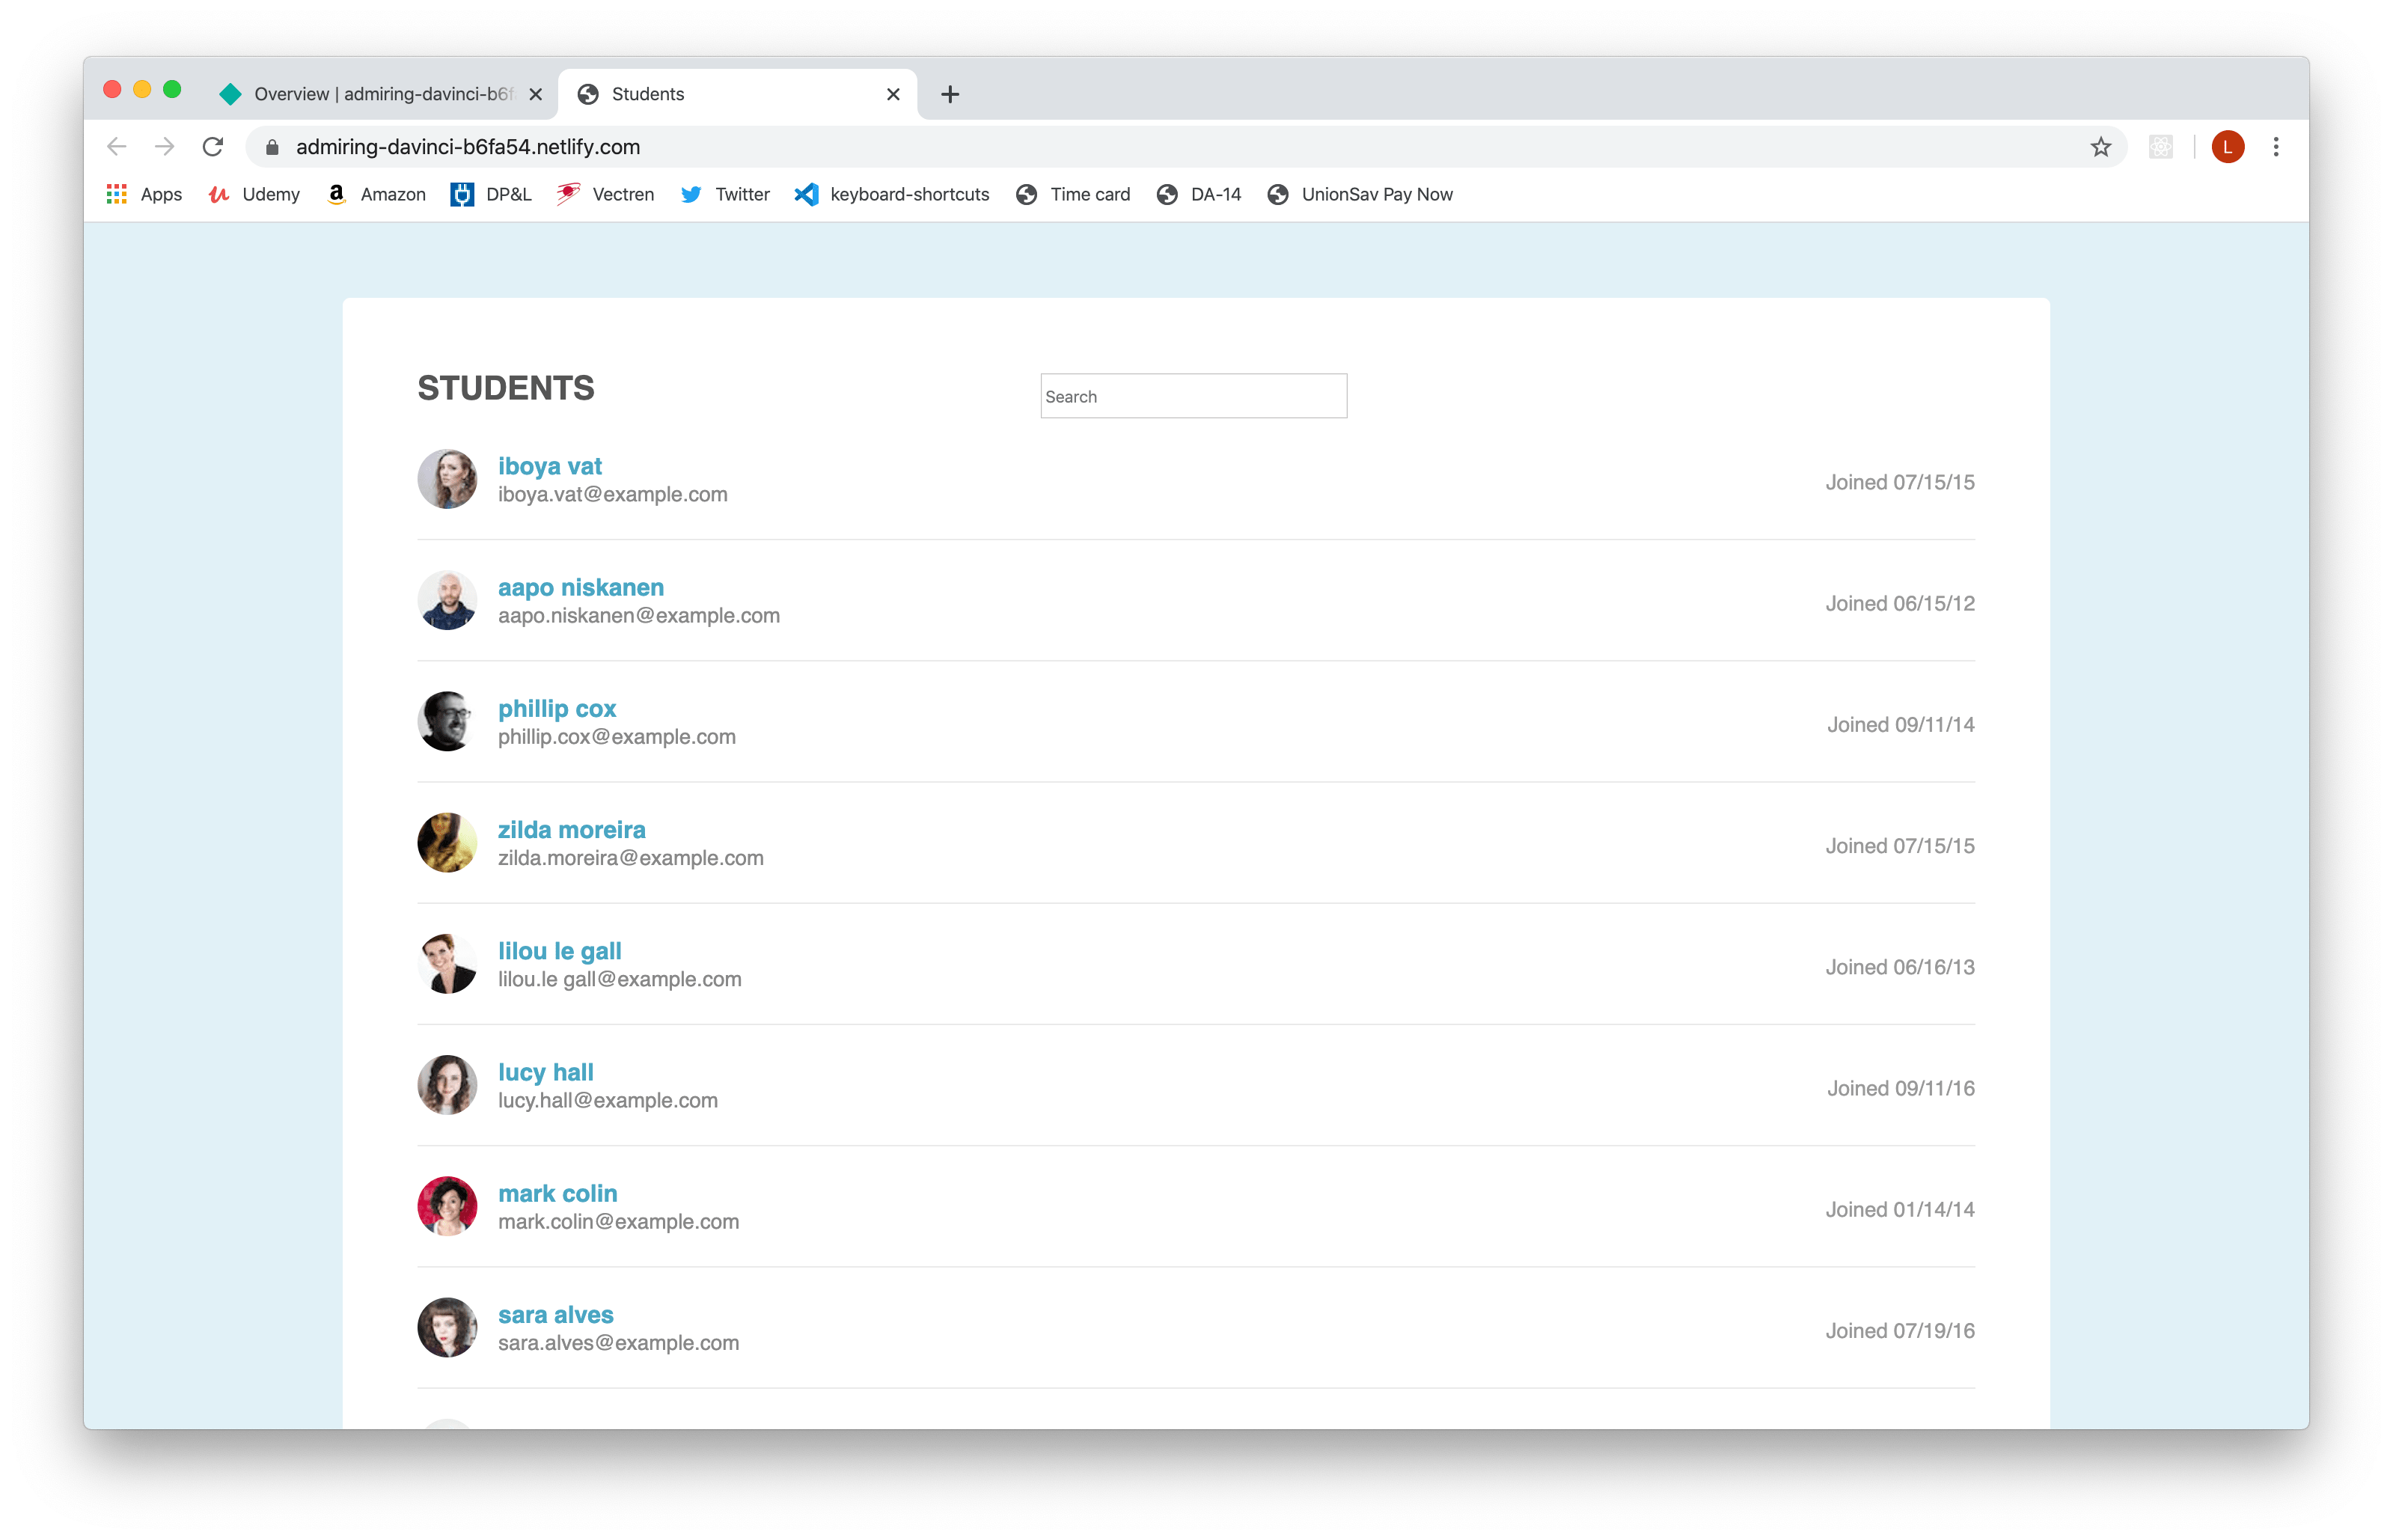 Overview | admiring-davinci-b6f
Students
admiring-davinci-b6fa54.netlify.com
L
Apps Udemy Amazon DP&L Vectren Twitter keyboard-shortcuts Time card DA-14 UnionSav Pay Now
STUDENTS
Search
iboya vat
iboya.vat@example.com
Joined 07/15/15
aapo niskanen
aapo.niskanen@example.com
Joined 06/15/12
phillip cox
phillip.cox@example.com
Joined 09/11/14
zilda moreira
zilda.moreira@example.com
Joined 07/15/15
lilou le gall
lilou.le gall@example.com
Joined 06/16/13
lucy hall
lucy.hall@example.com
Joined 09/11/16
mark colin
mark.colin@example.com
Joined 01/14/14
sara alves
sara.alves@example.com
Joined 07/19/16